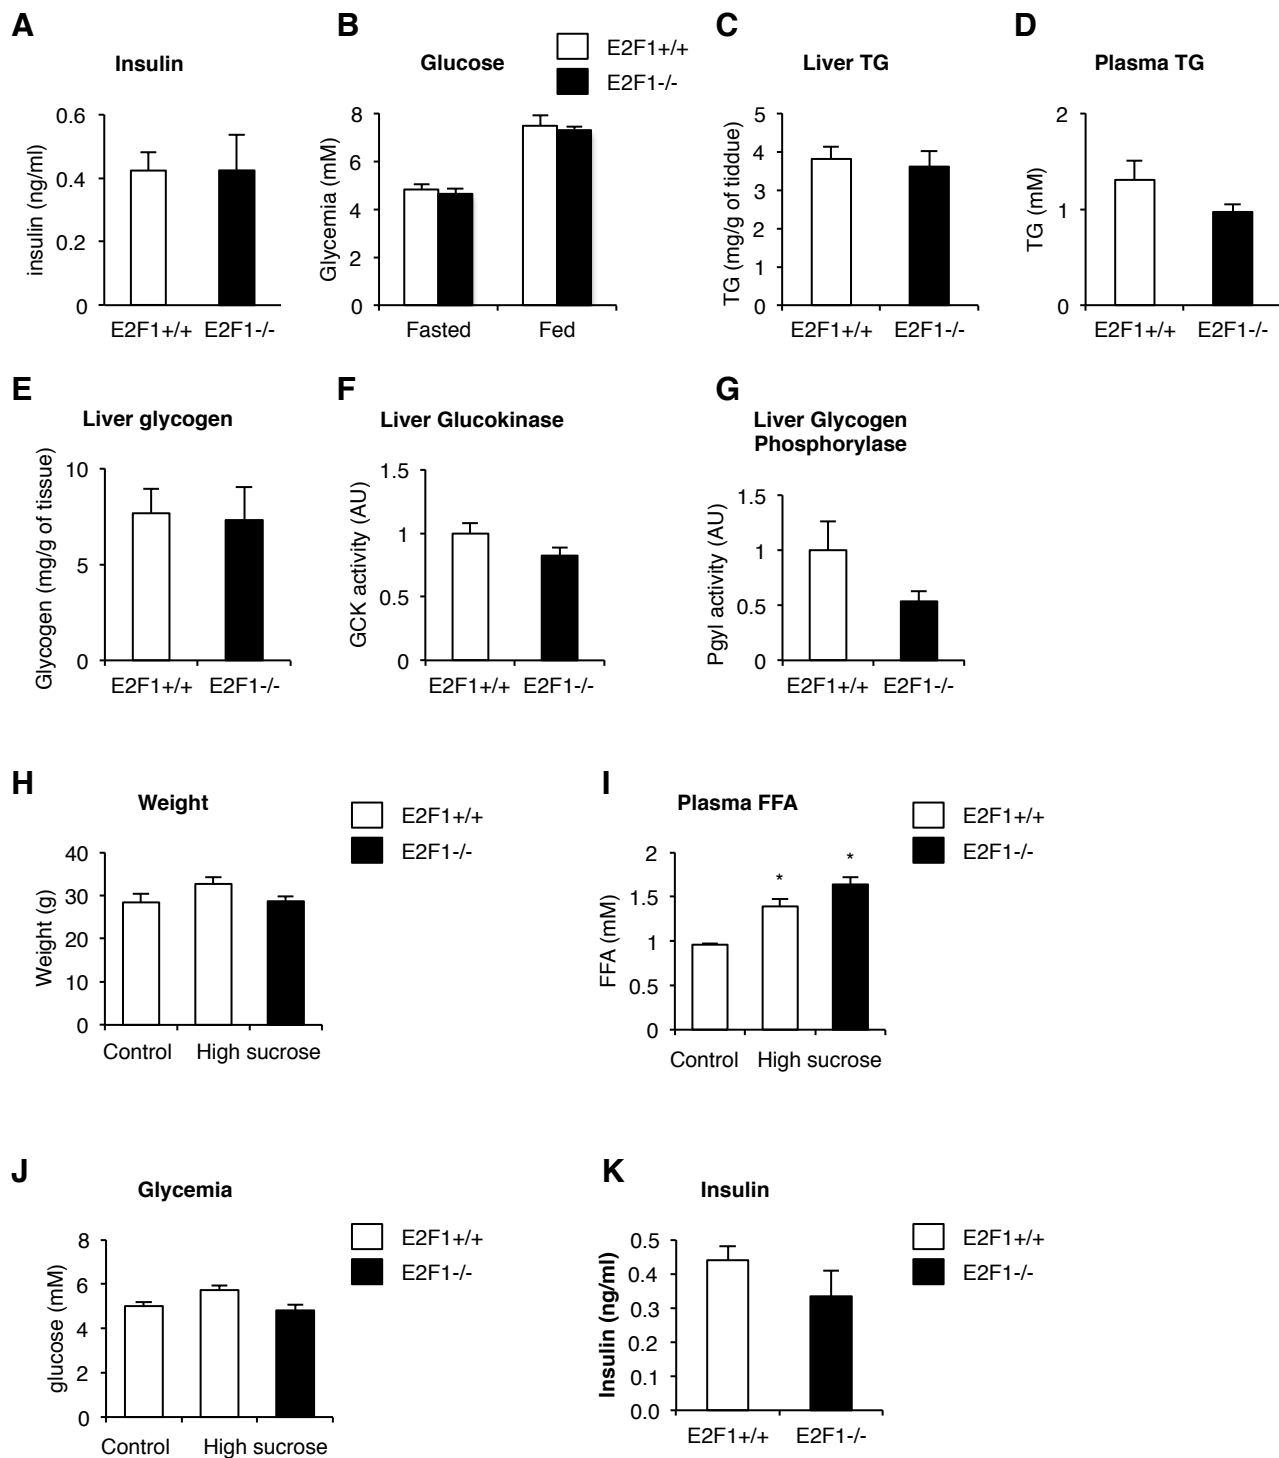 A
Insulin
insulin (ng/ml)
0.6
0.4
0.2
0
E2F1+/+ E2F1-/-
B
Glucose
E2F1+/+
E2F1-/-
Glycemia (mM)
8
6
4
2
0
Fasted Fed
C
Liver TG
TG (mg/g of tiddue)
5
4
3
2
1
0
E2F1+/+ E2F1-/-
D
Plasma TG
TG (mM)
2
1
0
E2F1+/+ E2F1-/-
E
Liver glycogen
Glycogen (mg/g of tissue)
10
5
0
E2F1+/+ E2F1-/-
F
Liver Glucokinase
GCK activity (AU)
1.5
1
0.5
0
E2F1+/+ E2F1-/-
G
Liver Glycogen
Phosphorylase
Pgyl activity (AU)
1.5
1
0.5
0
E2F1+/+ E2F1-/-
H
Weight
E2F1+/+
E2F1-/-
Weight (g)
40
30
20
10
0
Control High sucrose
I
Plasma FFA
E2F1+/+
E2F1-/-
FFA (mM)
2
1.5
1
0.5
0
*
*
Control High sucrose
J
Glycemia
E2F1+/+
E2F1-/-
glucose (mM)
8
6
4
2
0
Control High sucrose
K
Insulin
E2F1+/+
E2F1-/-
Insulin (ng/ml)
0.5
0.4
0.3
0.2
0.1
0.0
E2F1+/+ E2F1-/-